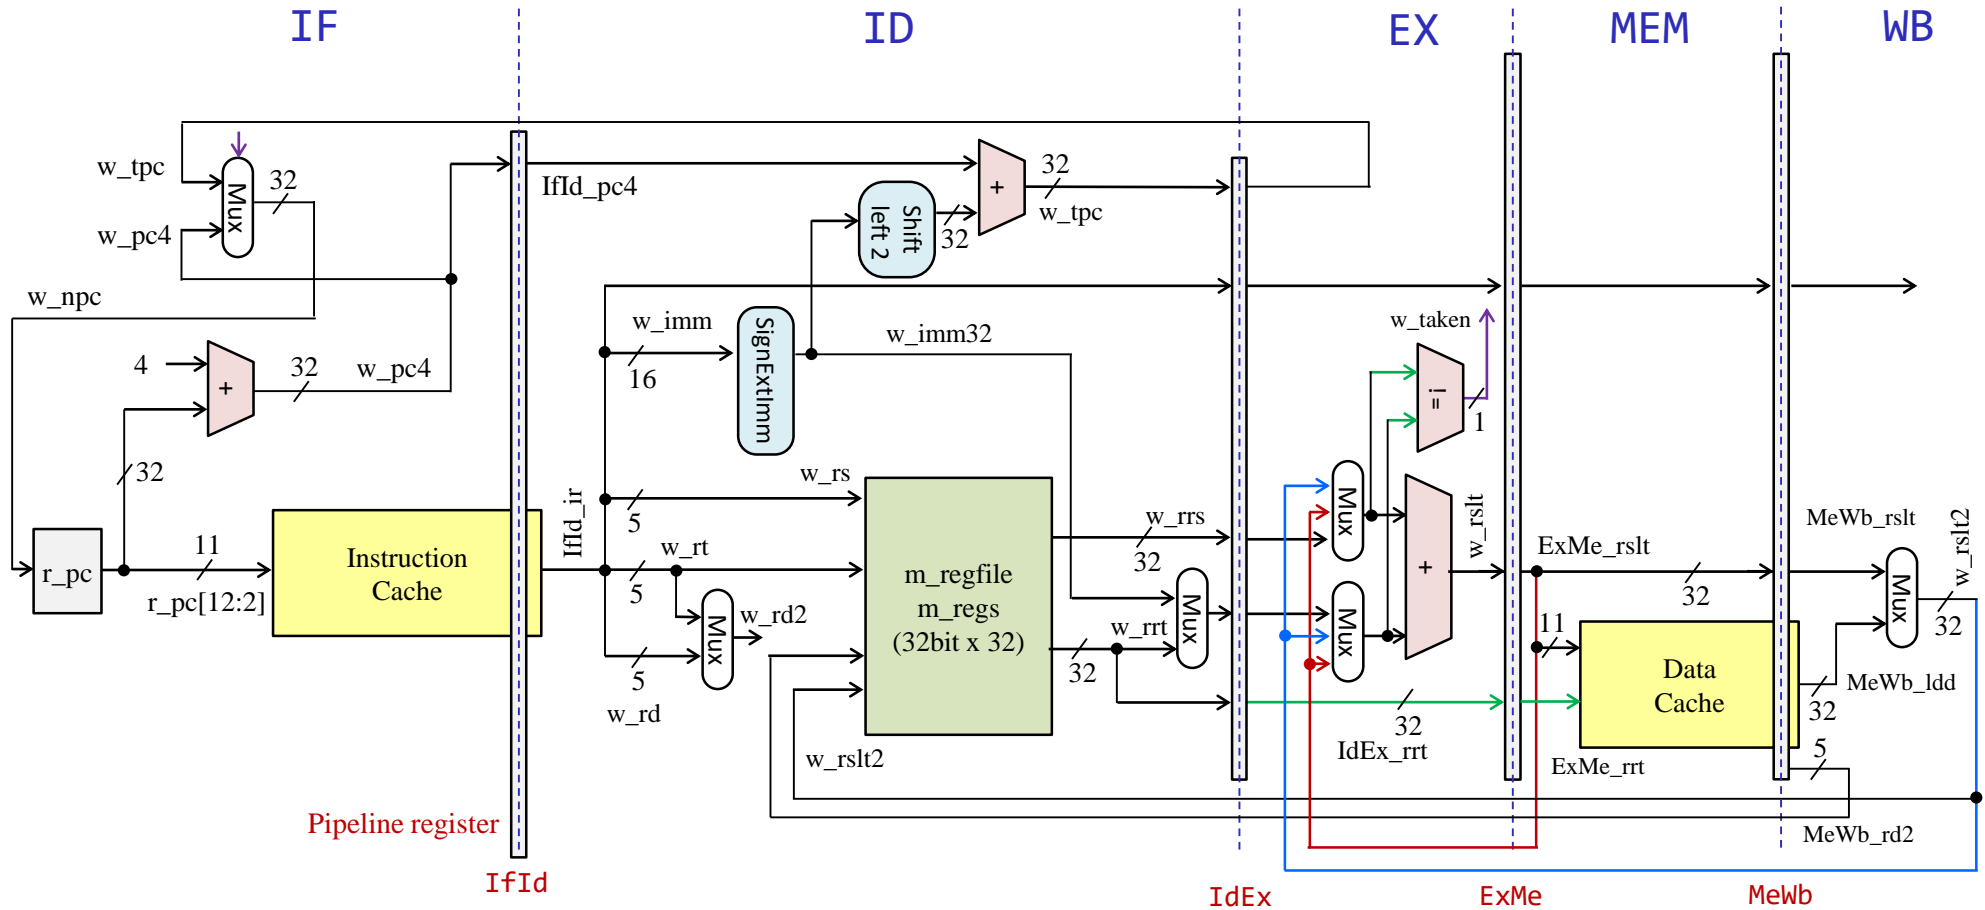 IF
ID
EX
MEM
WB
w_tpc
Mux
32
w_pc4
w_npc
4
+
32
w_pc4
32
r_pc
11
r_pc[12:2]
Instruction
Cache
Pipeline register
IfId
IfId_pc4
IfId_ir
w_imm
16
SignExtImm
Shift
left 2
32
+
32
w_tpc
w_imm32
w_rs
5
w_rt
5
Mux
w_rd2
5
w_rd
m_regfile
m_regs
(32bit x 32)
w_rslt2
w_rrs
32
w_rrt
32
Mux
IdEx
w_taken
!=
1
Mux
Mux
+
w_rslt
32
IdEx_rrt
ExMe
ExMe_rslt
32
11
Data
Cache
ExMe_rrt
MeWb
MeWb_rslt
Mux
w_rslt2
32
MeWb_ldd
32
5
MeWb_rd2